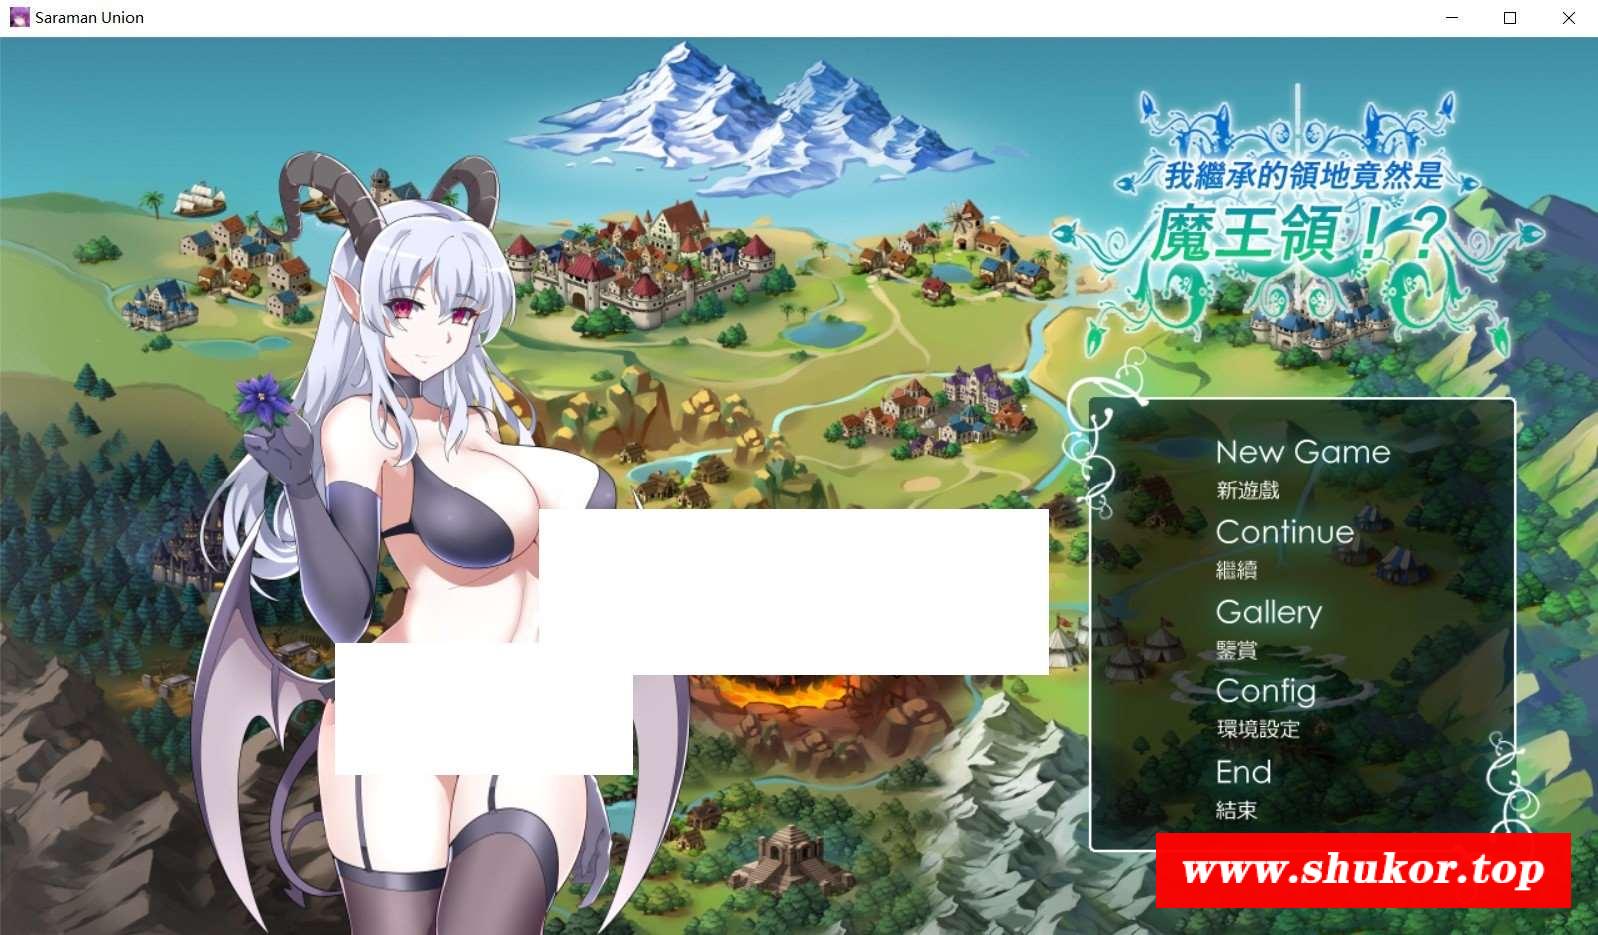 Saraman Union
我繼承的領地竟然是
魔王領！？
New Game
新遊戲
Continue
繼續
Gallery
鑒賞
Config
環境設定
End
結束
www.shukor.top